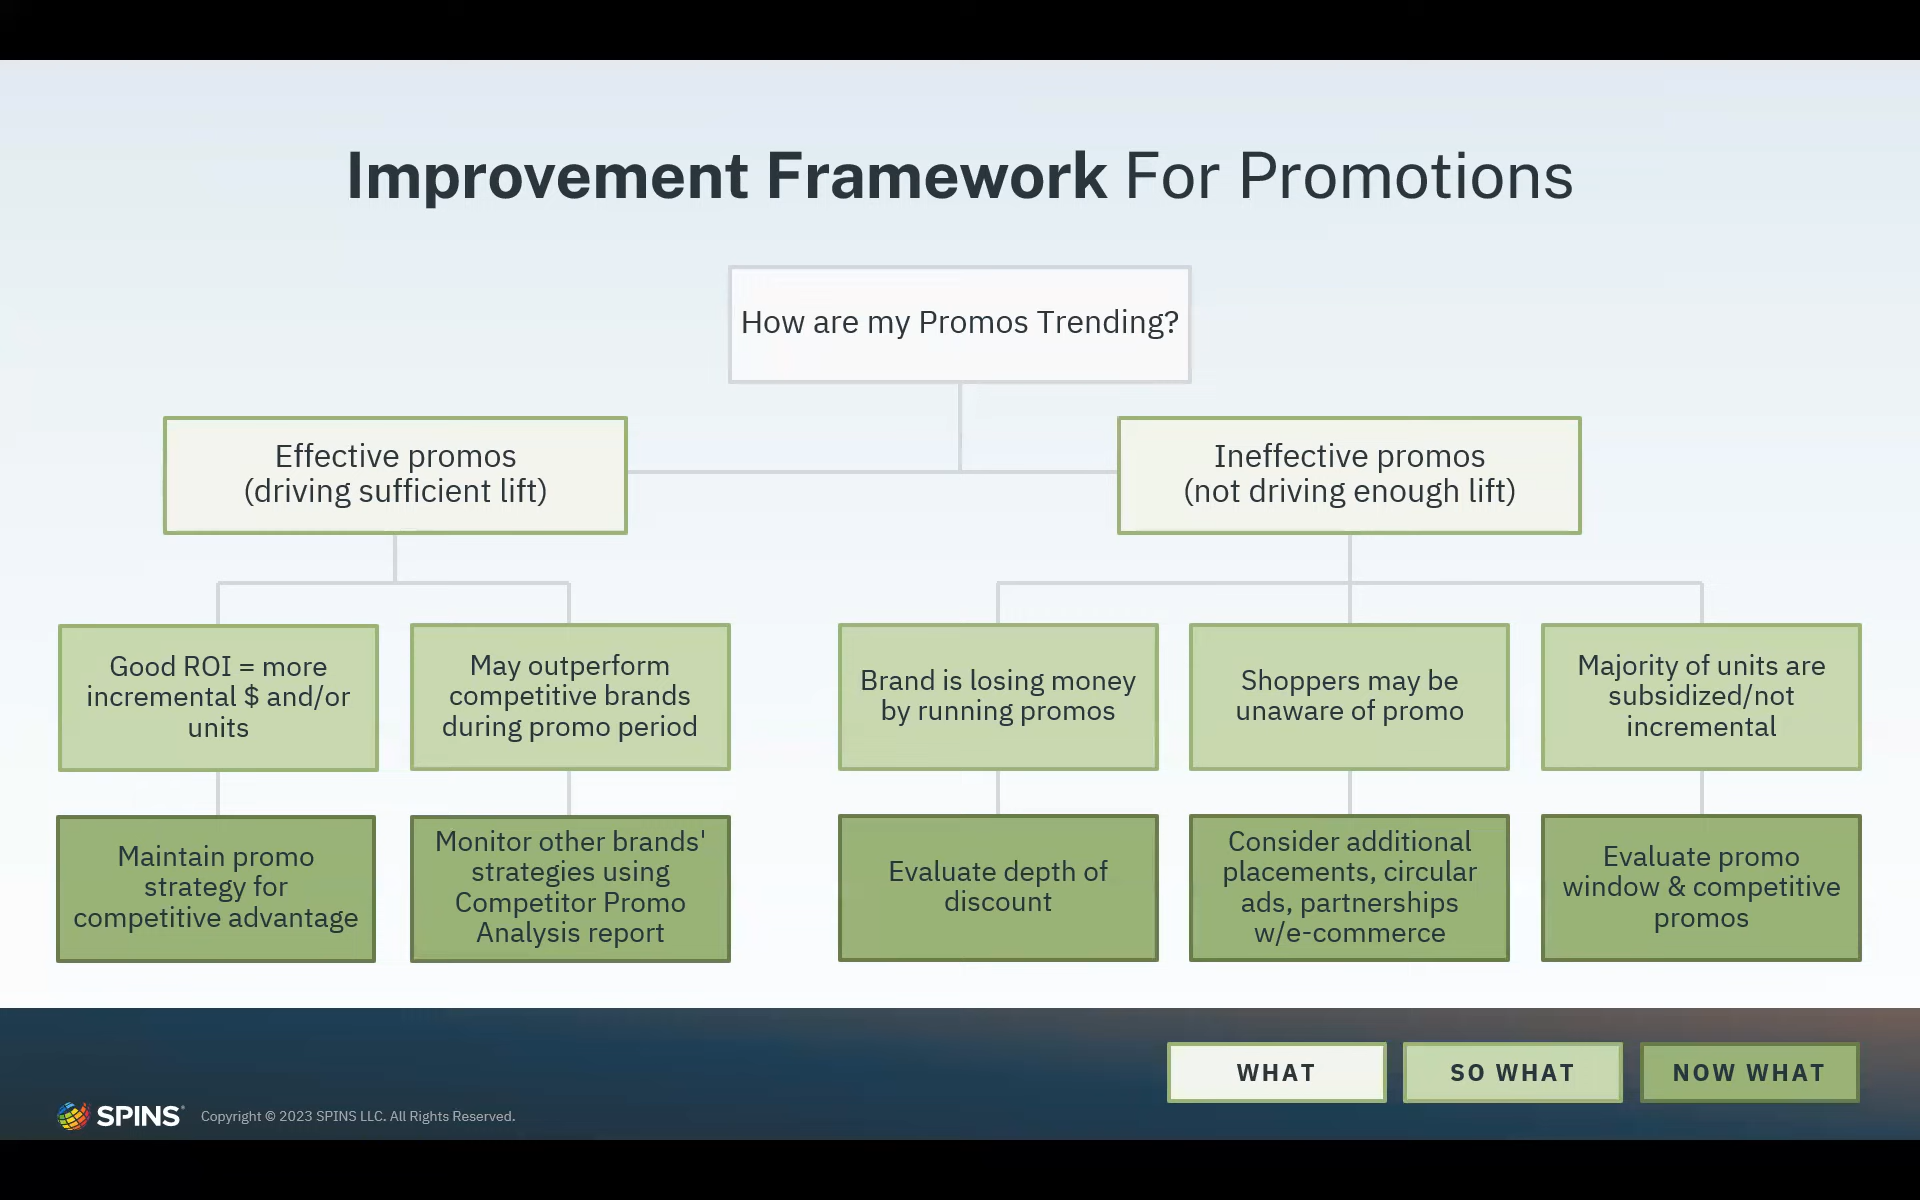 Improvement Framework For Promotions
How are my Promos Trending?
Effective promos
(driving sufficient lift)
Ineffective promos
(not driving enough lift)
Good ROI = more
incremental $ and/or
units
May outperform
competitive brands
during promo period
Brand is losing money
by running promos
Shoppers may be
unaware of promo
Majority of units are
subsidized/not
incremental
Maintain promo
strategy for
competitive advantage
Monitor other brands'
strategies using
Competitor Promo
Analysis report
Evaluate depth of
discount
Consider additional
placements, circular
ads, partnerships
w/e-commerce
Evaluate promo
window & competitive
promos
WHAT
SO WHAT
NOW WHAT
SPINS
Copyright © 2023 SPINS LLC. All Rights Reserved.